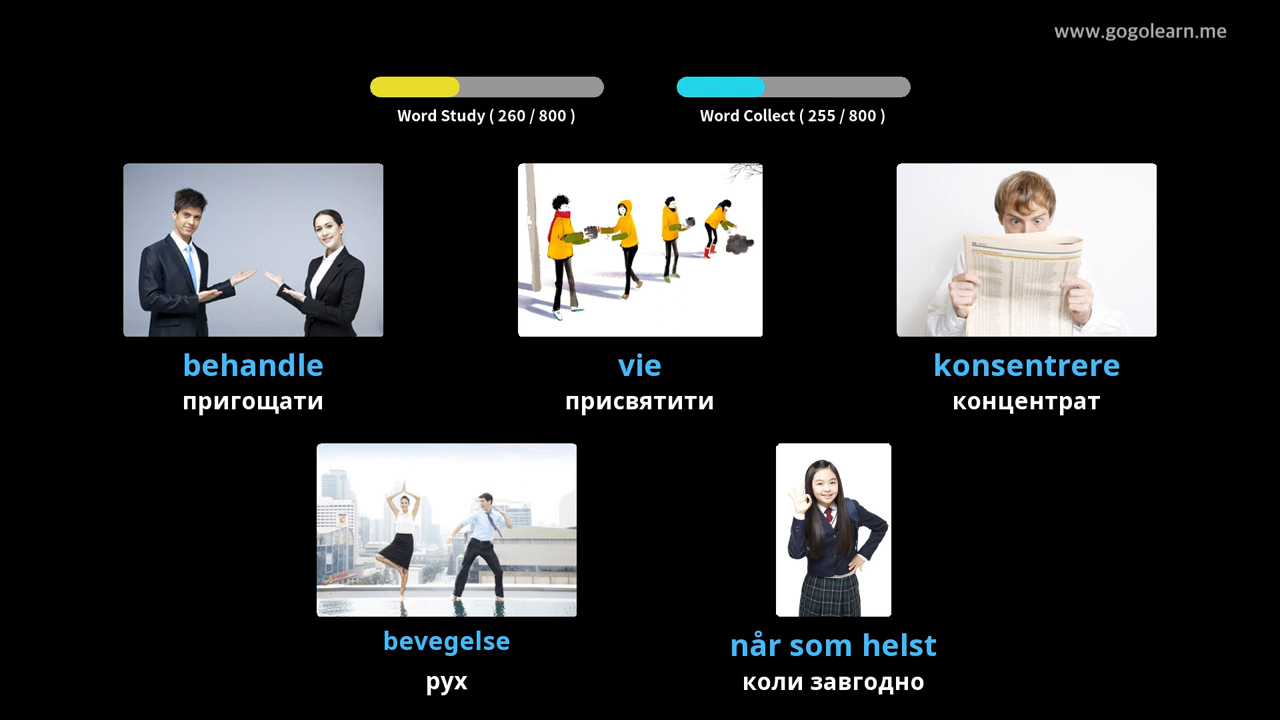 www.gogolearn.me
Word Study ( 260 / 800 )
Word Collect ( 255 / 800 )
behandle
пригощати
vie
присвятити
konsentrere
концентрат
bevegelse
рух
når som helst
коли завгодно